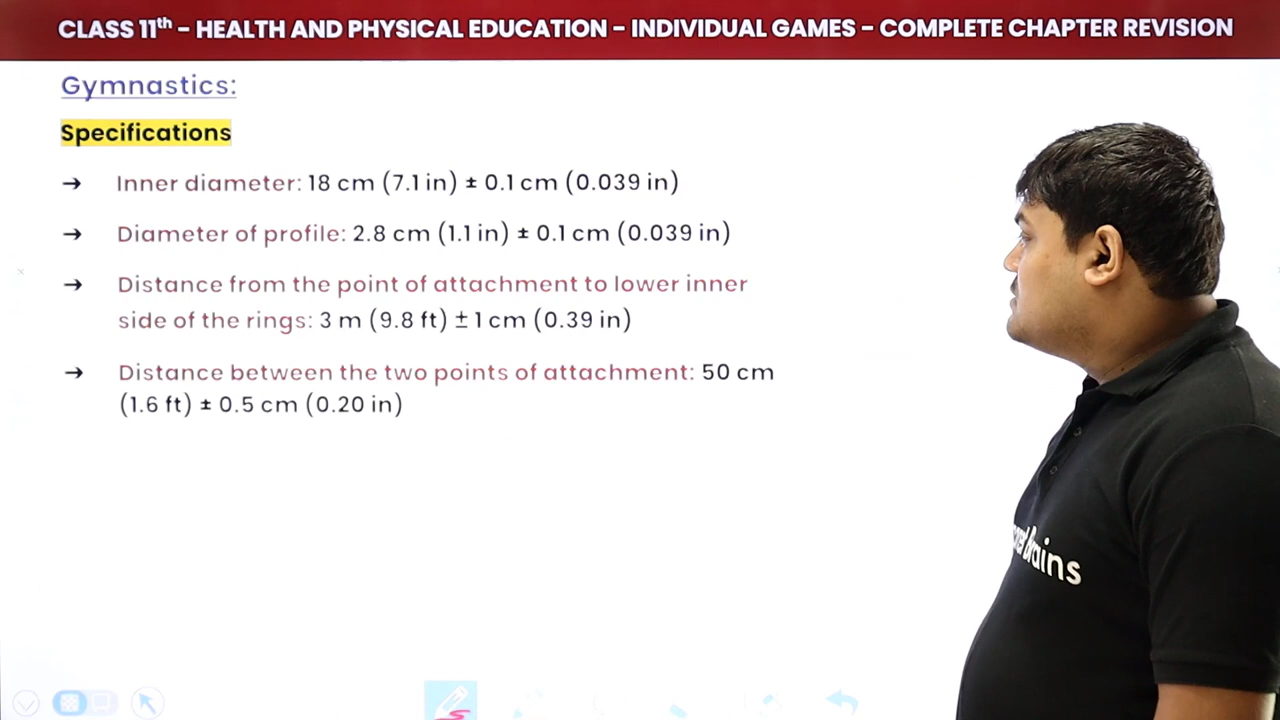 CLASS 11th - HEALTH AND PHYSICAL EDUCATION - INDIVIDUAL GAMES - COMPLETE CHAPTER REVISION
Gymnastics:
Specifications
➔ Inner diameter: 18 cm (7.1 in) ± 0.1 cm (0.039 in)
➔ Diameter of profile: 2.8 cm (1.1 in) ± 0.1 cm (0.039 in)
➔ Distance from the point of attachment to lower inner
side of the rings: 3 m (9.8 ft) ± 1 cm (0.39 in)
➔ Distance between the two points of attachment: 50 cm
(1.6 ft) ± 0.5 cm (0.20 in)
Brains